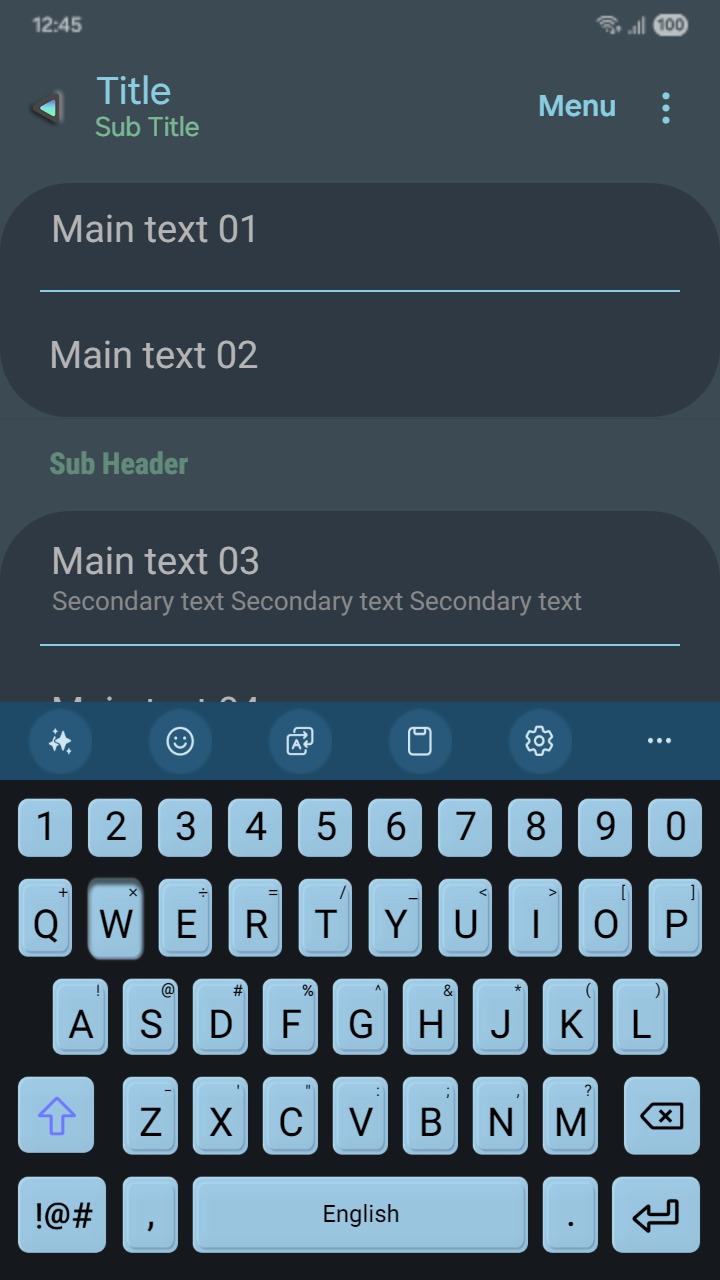 12:45 100
Title
Sub Title
Menu
Main text 01
Main text 02
Sub Header
Main text 03
Secondary text Secondary text Secondary text
1 2 3 4 5 6 7 8 9 0
+ × ÷ = / _ < > [ ]
Q W E R T Y U I O P
! @ # % ^ & * ( )
A S D F G H J K L
- ' " : ; , ?
Z X C V B N M
!@# , English .